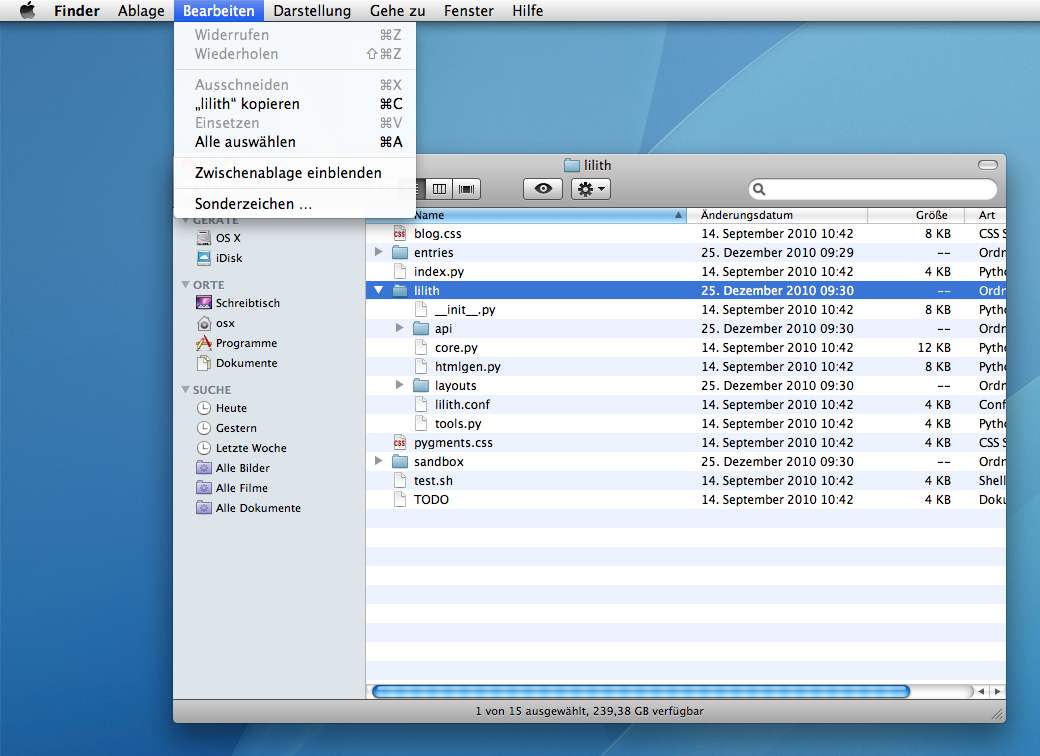 Finder Ablage Bearbeiten Darstellung Gehe zu Fenster Hilfe
Widerrufen ⌘Z
Wiederholen ⇧⌘Z
Ausschneiden ⌘X
„lilith“ kopieren ⌘C
Einsetzen ⌘V
Alle auswählen ⌘A
Zwischenablage einblenden
Sonderzeichen …
lilith
Name Änderungsdatum Größe Art
GERÄTE
OS X
iDisk
ORTE
Schreibtisch
osx
Programme
Dokumente
SUCHE
Heute
Gestern
Letzte Woche
Alle Bilder
Alle Filme
Alle Dokumente
blog.css 14. September 2010 10:42 8 KB CSS S
entries 25. Dezember 2010 09:29 -- Ordn
index.py 14. September 2010 10:42 4 KB Pytho
lilith 25. Dezember 2010 09:30 -- Ordn
__init__.py 14. September 2010 10:42 8 KB Pytho
api 25. Dezember 2010 09:30 -- Ordn
core.py 14. September 2010 10:42 12 KB Pytho
htmlgen.py 14. September 2010 10:42 8 KB Pytho
layouts 25. Dezember 2010 09:30 -- Ordn
lilith.conf 14. September 2010 10:42 4 KB Conf
tools.py 14. September 2010 10:42 4 KB Pytho
pygments.css 14. September 2010 10:42 4 KB CSS S
sandbox 25. Dezember 2010 09:30 -- Ordn
test.sh 14. September 2010 10:42 4 KB Shell
TODO 14. September 2010 10:42 4 KB Doku
1 von 15 ausgewählt, 239,38 GB verfügbar